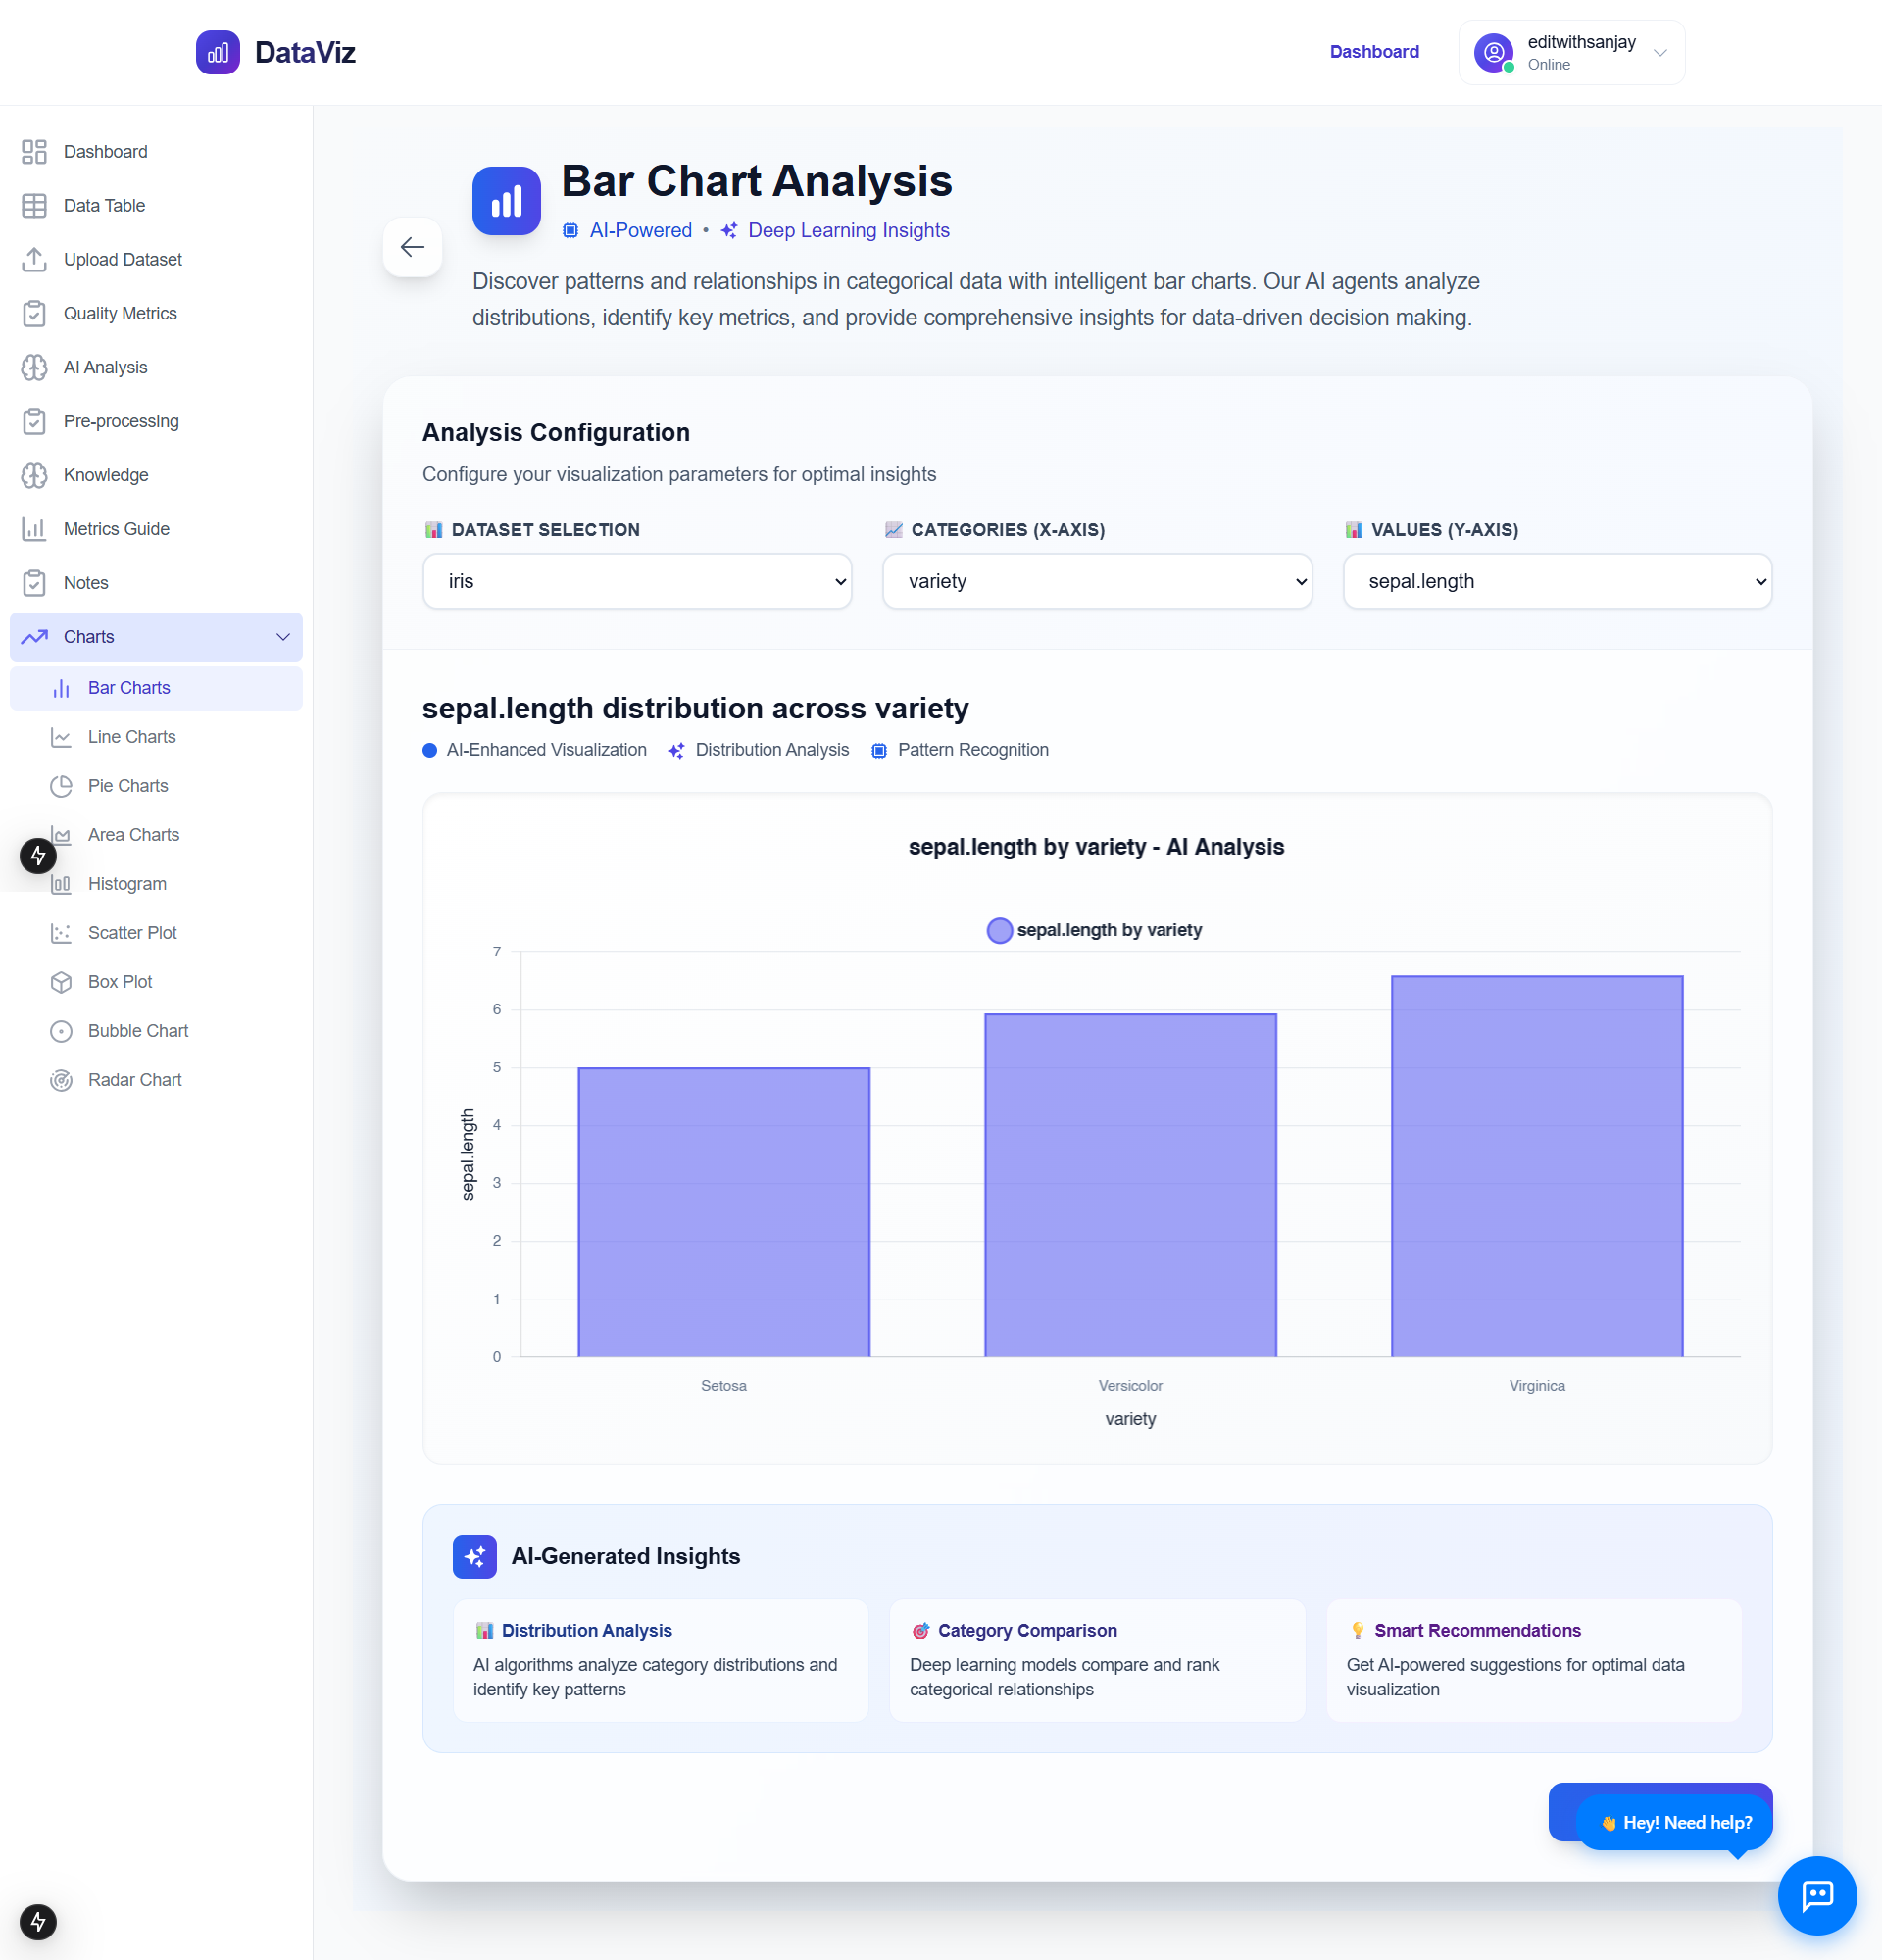 DataViz
Dashboard
editwithsanjay
Online
Dashboard
Data Table
Upload Dataset
Quality Metrics
AI Analysis
Pre-processing
Knowledge
Metrics Guide
Notes
Charts
Bar Charts
Line Charts
Pie Charts
Area Charts
Histogram
Scatter Plot
Box Plot
Bubble Chart
Radar Chart
Bar Chart Analysis
AI-Powered • Deep Learning Insights
Discover patterns and relationships in categorical data with intelligent bar charts. Our AI agents analyze
distributions, identify key metrics, and provide comprehensive insights for data-driven decision making.
Analysis Configuration
Configure your visualization parameters for optimal insights
DATASET SELECTION
iris
CATEGORIES (X-AXIS)
variety
VALUES (Y-AXIS)
sepal.length
sepal.length distribution across variety
AI-Enhanced Visualization Distribution Analysis Pattern Recognition
sepal.length by variety - AI Analysis
sepal.length by variety
7
6
5
4
3
2
1
0
sepal.length
Setosa Versicolor Virginica
variety
AI-Generated Insights
Distribution Analysis
AI algorithms analyze category distributions and
identify key patterns
Category Comparison
Deep learning models compare and rank
categorical relationships
Smart Recommendations
Get AI-powered suggestions for optimal data
visualization
👋 Hey! Need help?